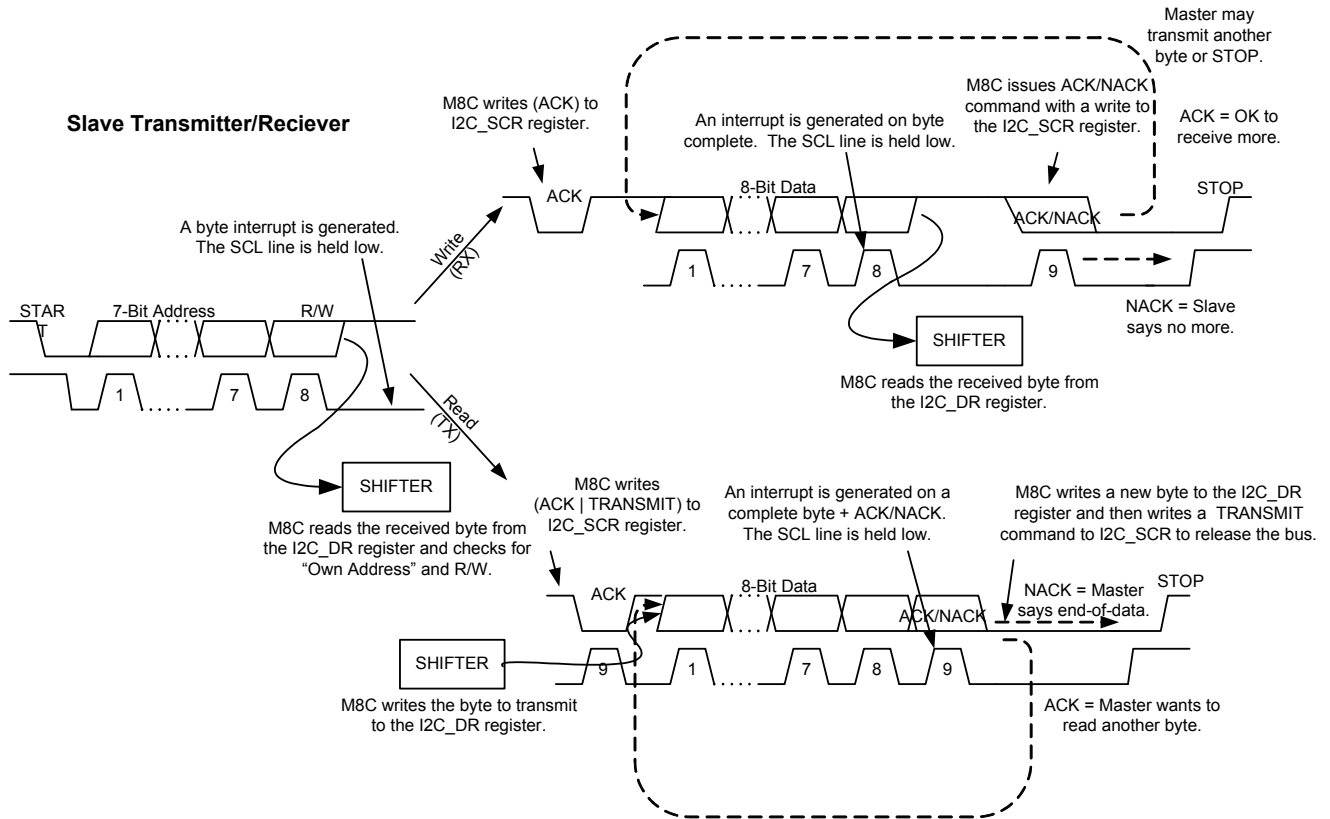 Master may
transmit another
byte or STOP.
M8C issues ACK/NACK
command with a write to
the I2C_SCR register.
M8C writes (ACK) to
I2C_SCR register.
Slave Transmitter/Reciever
An interrupt is generated on byte
complete. The SCL line is held low.
ACK = OK to
receive more.
ACK
8-Bit Data
ACK/NACK
STOP
A byte interrupt is generated.
The SCL line is held low.
Write
(RX)
1
7
8
9
NACK = Slave
says no more.
STAR
T
7-Bit Address
R/W
SHIFTER
M8C reads the received byte from
the I2C_DR register.
1
7
8
Read
(TX)
SHIFTER
M8C reads the received byte from
the I2C_DR register and checks for
“Own Address” and R/W.
M8C writes
(ACK | TRANSMIT) to
I2C_SCR register.
An interrupt is generated on a
complete byte + ACK/NACK.
The SCL line is held low.
M8C writes a new byte to the I2C_DR
register and then writes a TRANSMIT
command to I2C_SCR to release the bus.
ACK
8-Bit Data
ACK/NACK
NACK = Master
says end-of-data.
STOP
SHIFTER
9
1
7
8
9
M8C writes the byte to transmit
to the I2C_DR register.
ACK = Master wants to
read another byte.